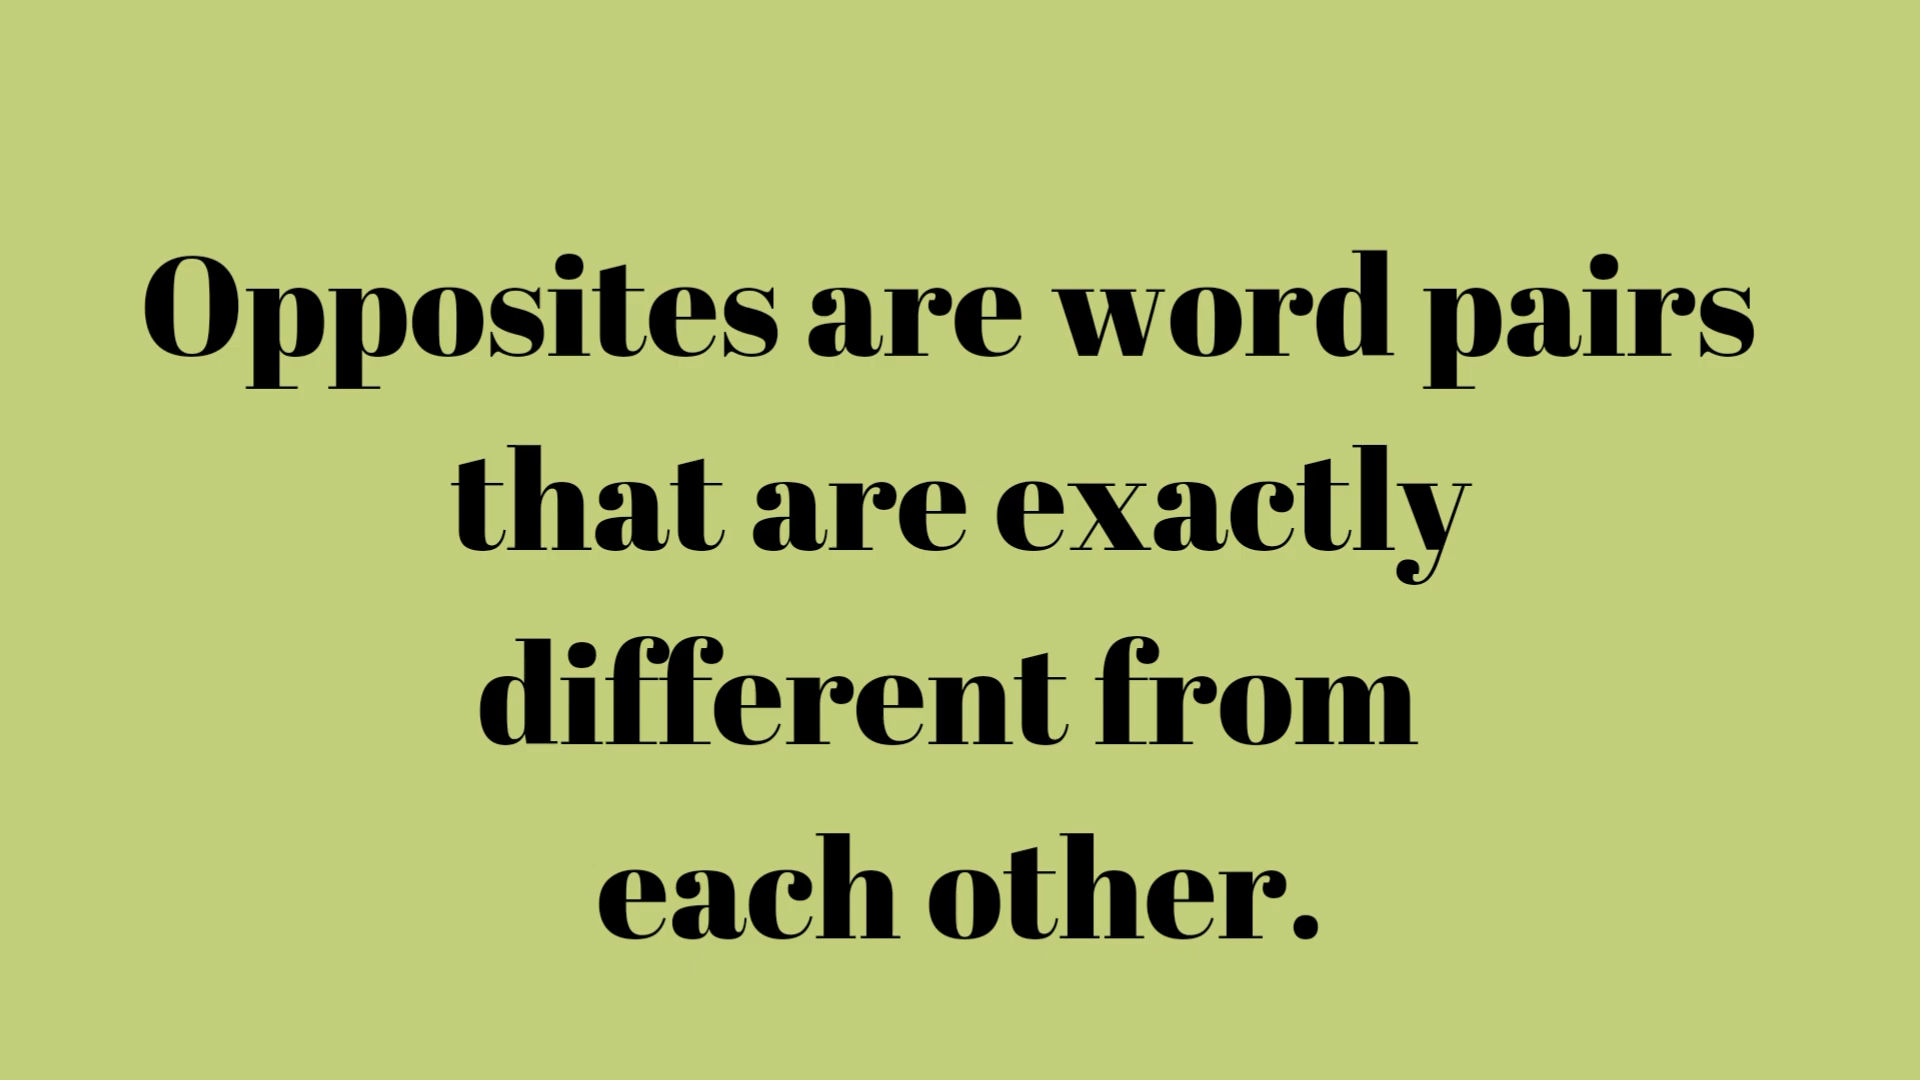 Opposites are word pairs
that are exactly
different from
each other.